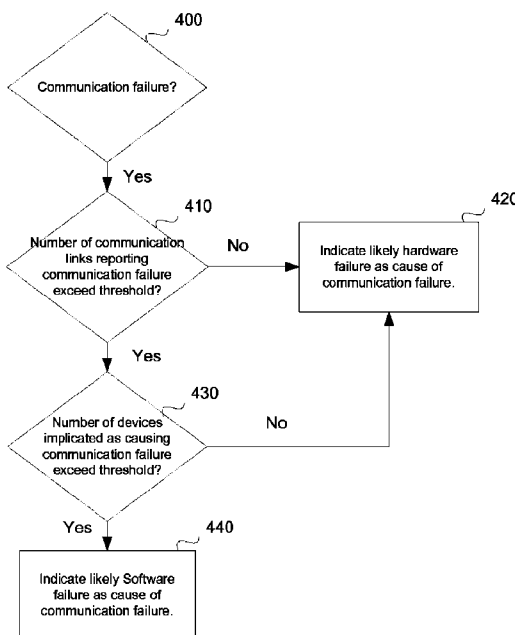 400
Communication failure?
Yes
410
Number of communication
links reporting
communication failure
exceed threshold?
No
420
Indicate likely hardware
failure as cause of
communication failure.
Yes
430
Number of devices
implicated as causing
communication failure
exceed threshold?
No
Yes
440
Indicate likely Software
failure as cause of
communication failure.